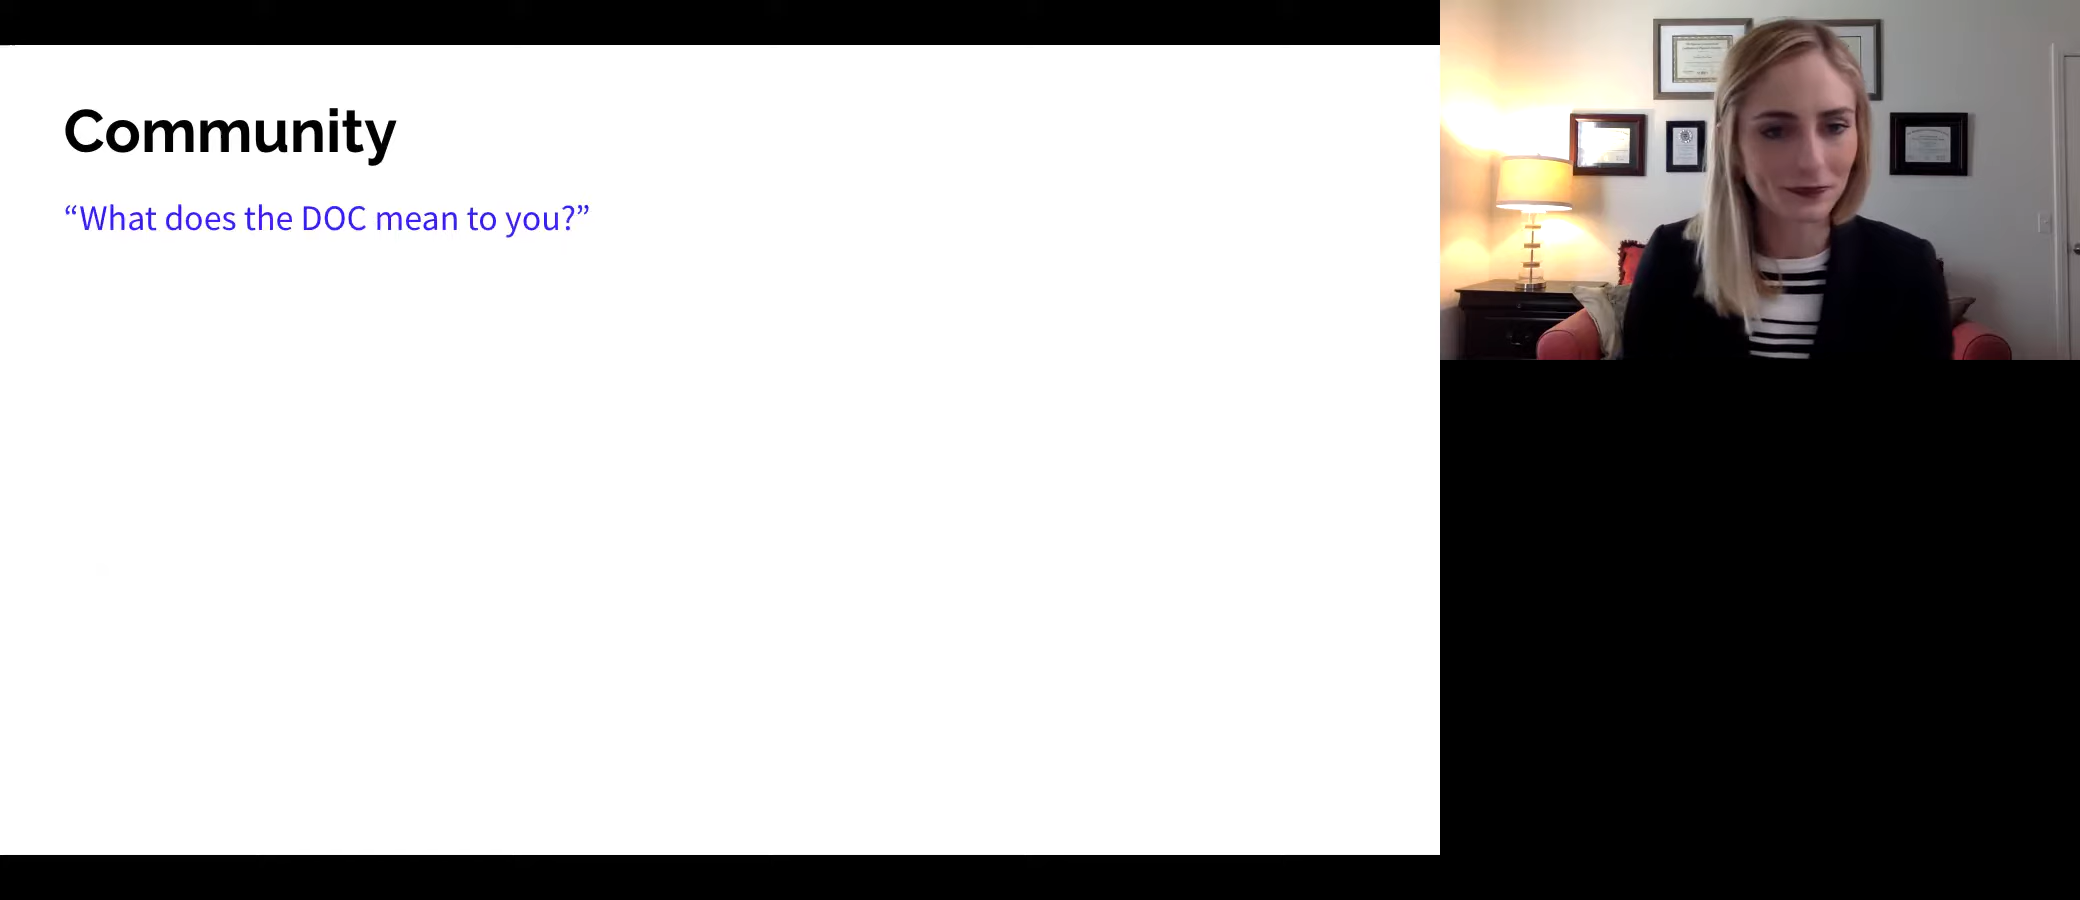 Community
“What does the DOC mean to you?”